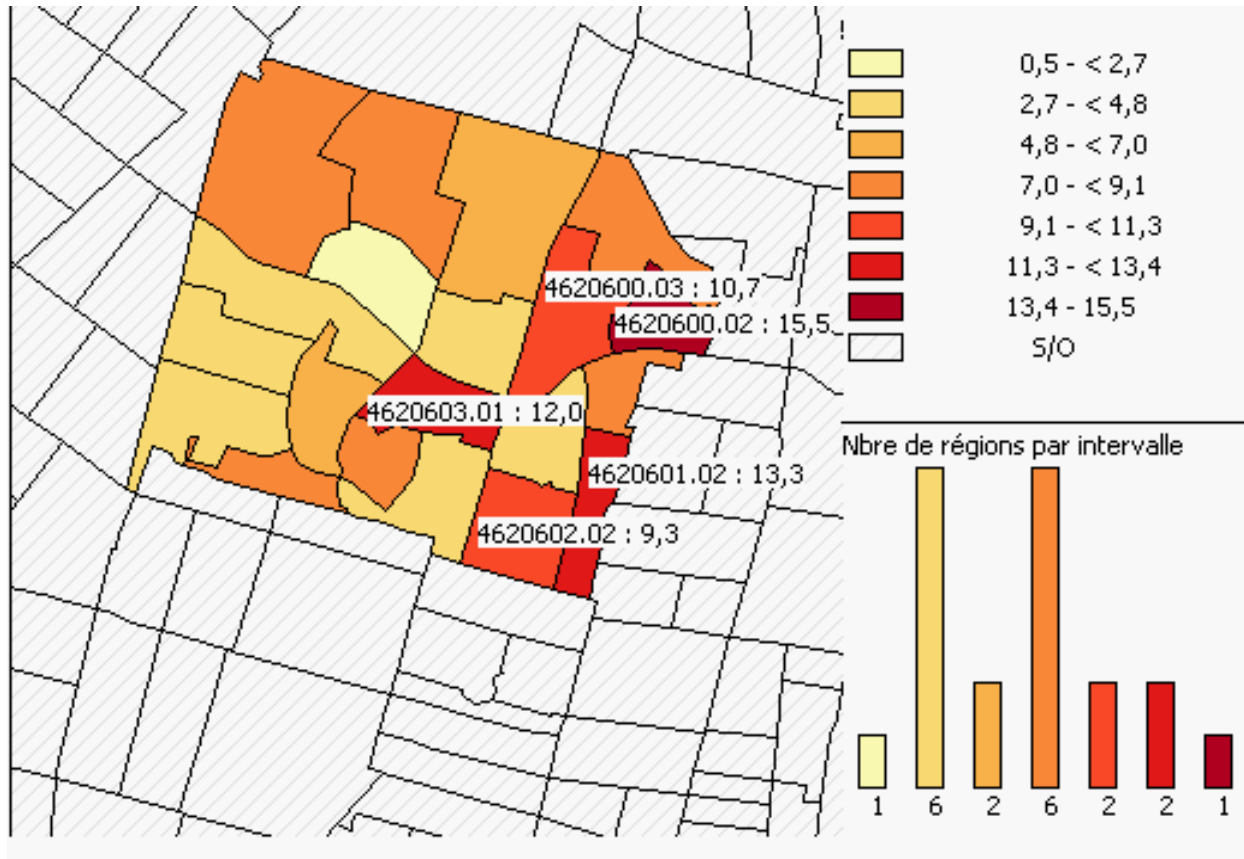 0,5 - < 2,7
2,7 - < 4,8
4,8 - < 7,0
7,0 - < 9,1
9,1 - < 11,3
11,3 - < 13,4
13,4 - 15,5
S/O
4620600.03 : 10,7
4620600.02 : 15,5
4620603.01 : 12,0
4620601.02 : 13,3
4620602.02 : 9,3
Nbre de régions par intervalle
1 6 2 6 2 2 1